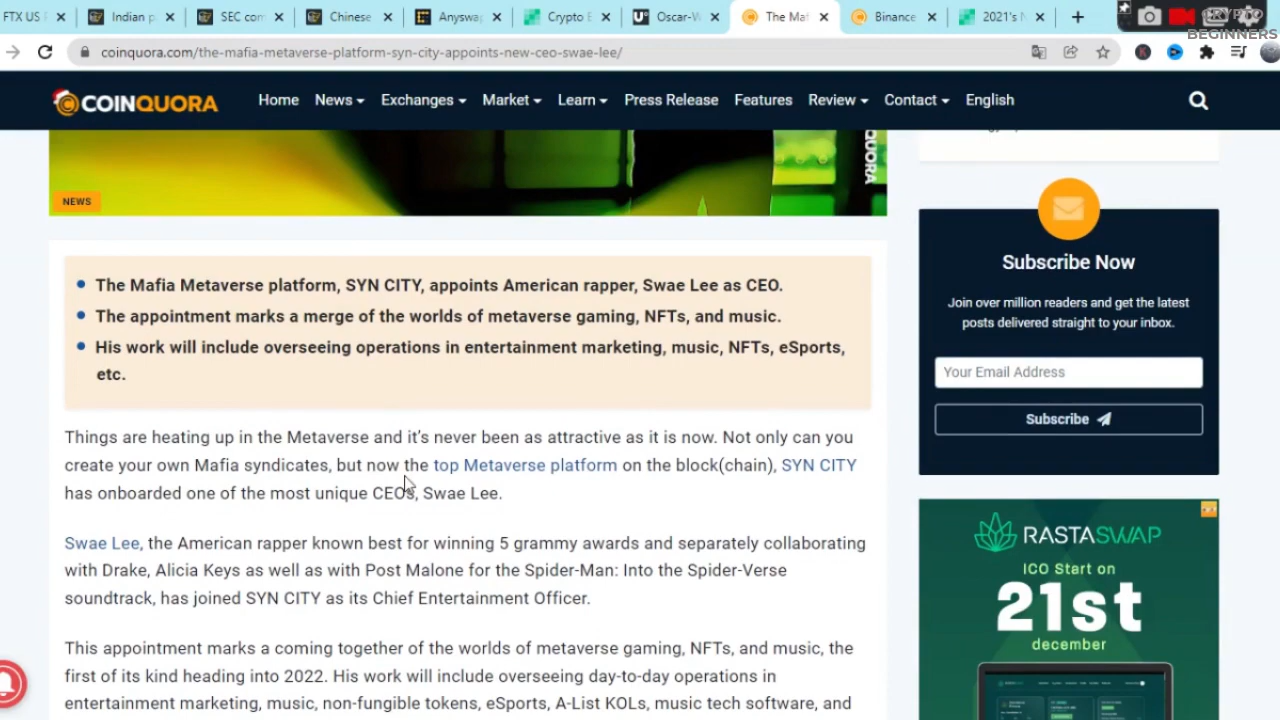 FTX US
Indian p
SEC com
Chinese
Anyswap
Crypto E
Oscar-W
The Maf
Binance
2021's N
CRYPTO
BEGINNERS
coinquora.com/the-mafia-metaverse-platform-syn-city-appoints-new-ceo-swae-lee/
COINQUORA
Home News Exchanges Market Learn Press Release Features Review Contact English
QUORA
NEWS
The Mafia Metaverse platform, SYN CITY, appoints American rapper, Swae Lee as CEO.
The appointment marks a merge of the worlds of metaverse gaming, NFTs, and music.
His work will include overseeing operations in entertainment marketing, music, NFTs, eSports,
etc.
Things are heating up in the Metaverse and it's never been as attractive as it is now. Not only can you
create your own Mafia syndicates, but now the top Metaverse platform on the block(chain), SYN CITY
has onboarded one of the most unique CEOs, Swae Lee.
Swae Lee, the American rapper known best for winning 5 grammy awards and separately collaborating
with Drake, Alicia Keys as well as with Post Malone for the Spider-Man: Into the Spider-Verse
soundtrack, has joined SYN CITY as its Chief Entertainment Officer.
This appointment marks a coming together of the worlds of metaverse gaming, NFTs, and music, the
first of its kind heading into 2022. His work will include overseeing day-to-day operations in
entertainment marketing, music, non-fungible tokens, eSports, A-List KOLs, music tech software, and
Subscribe Now
Join over million readers and get the latest
posts delivered straight to your inbox.
Your Email Address
Subscribe
RASTASWAP
ICO Start on
21st
december